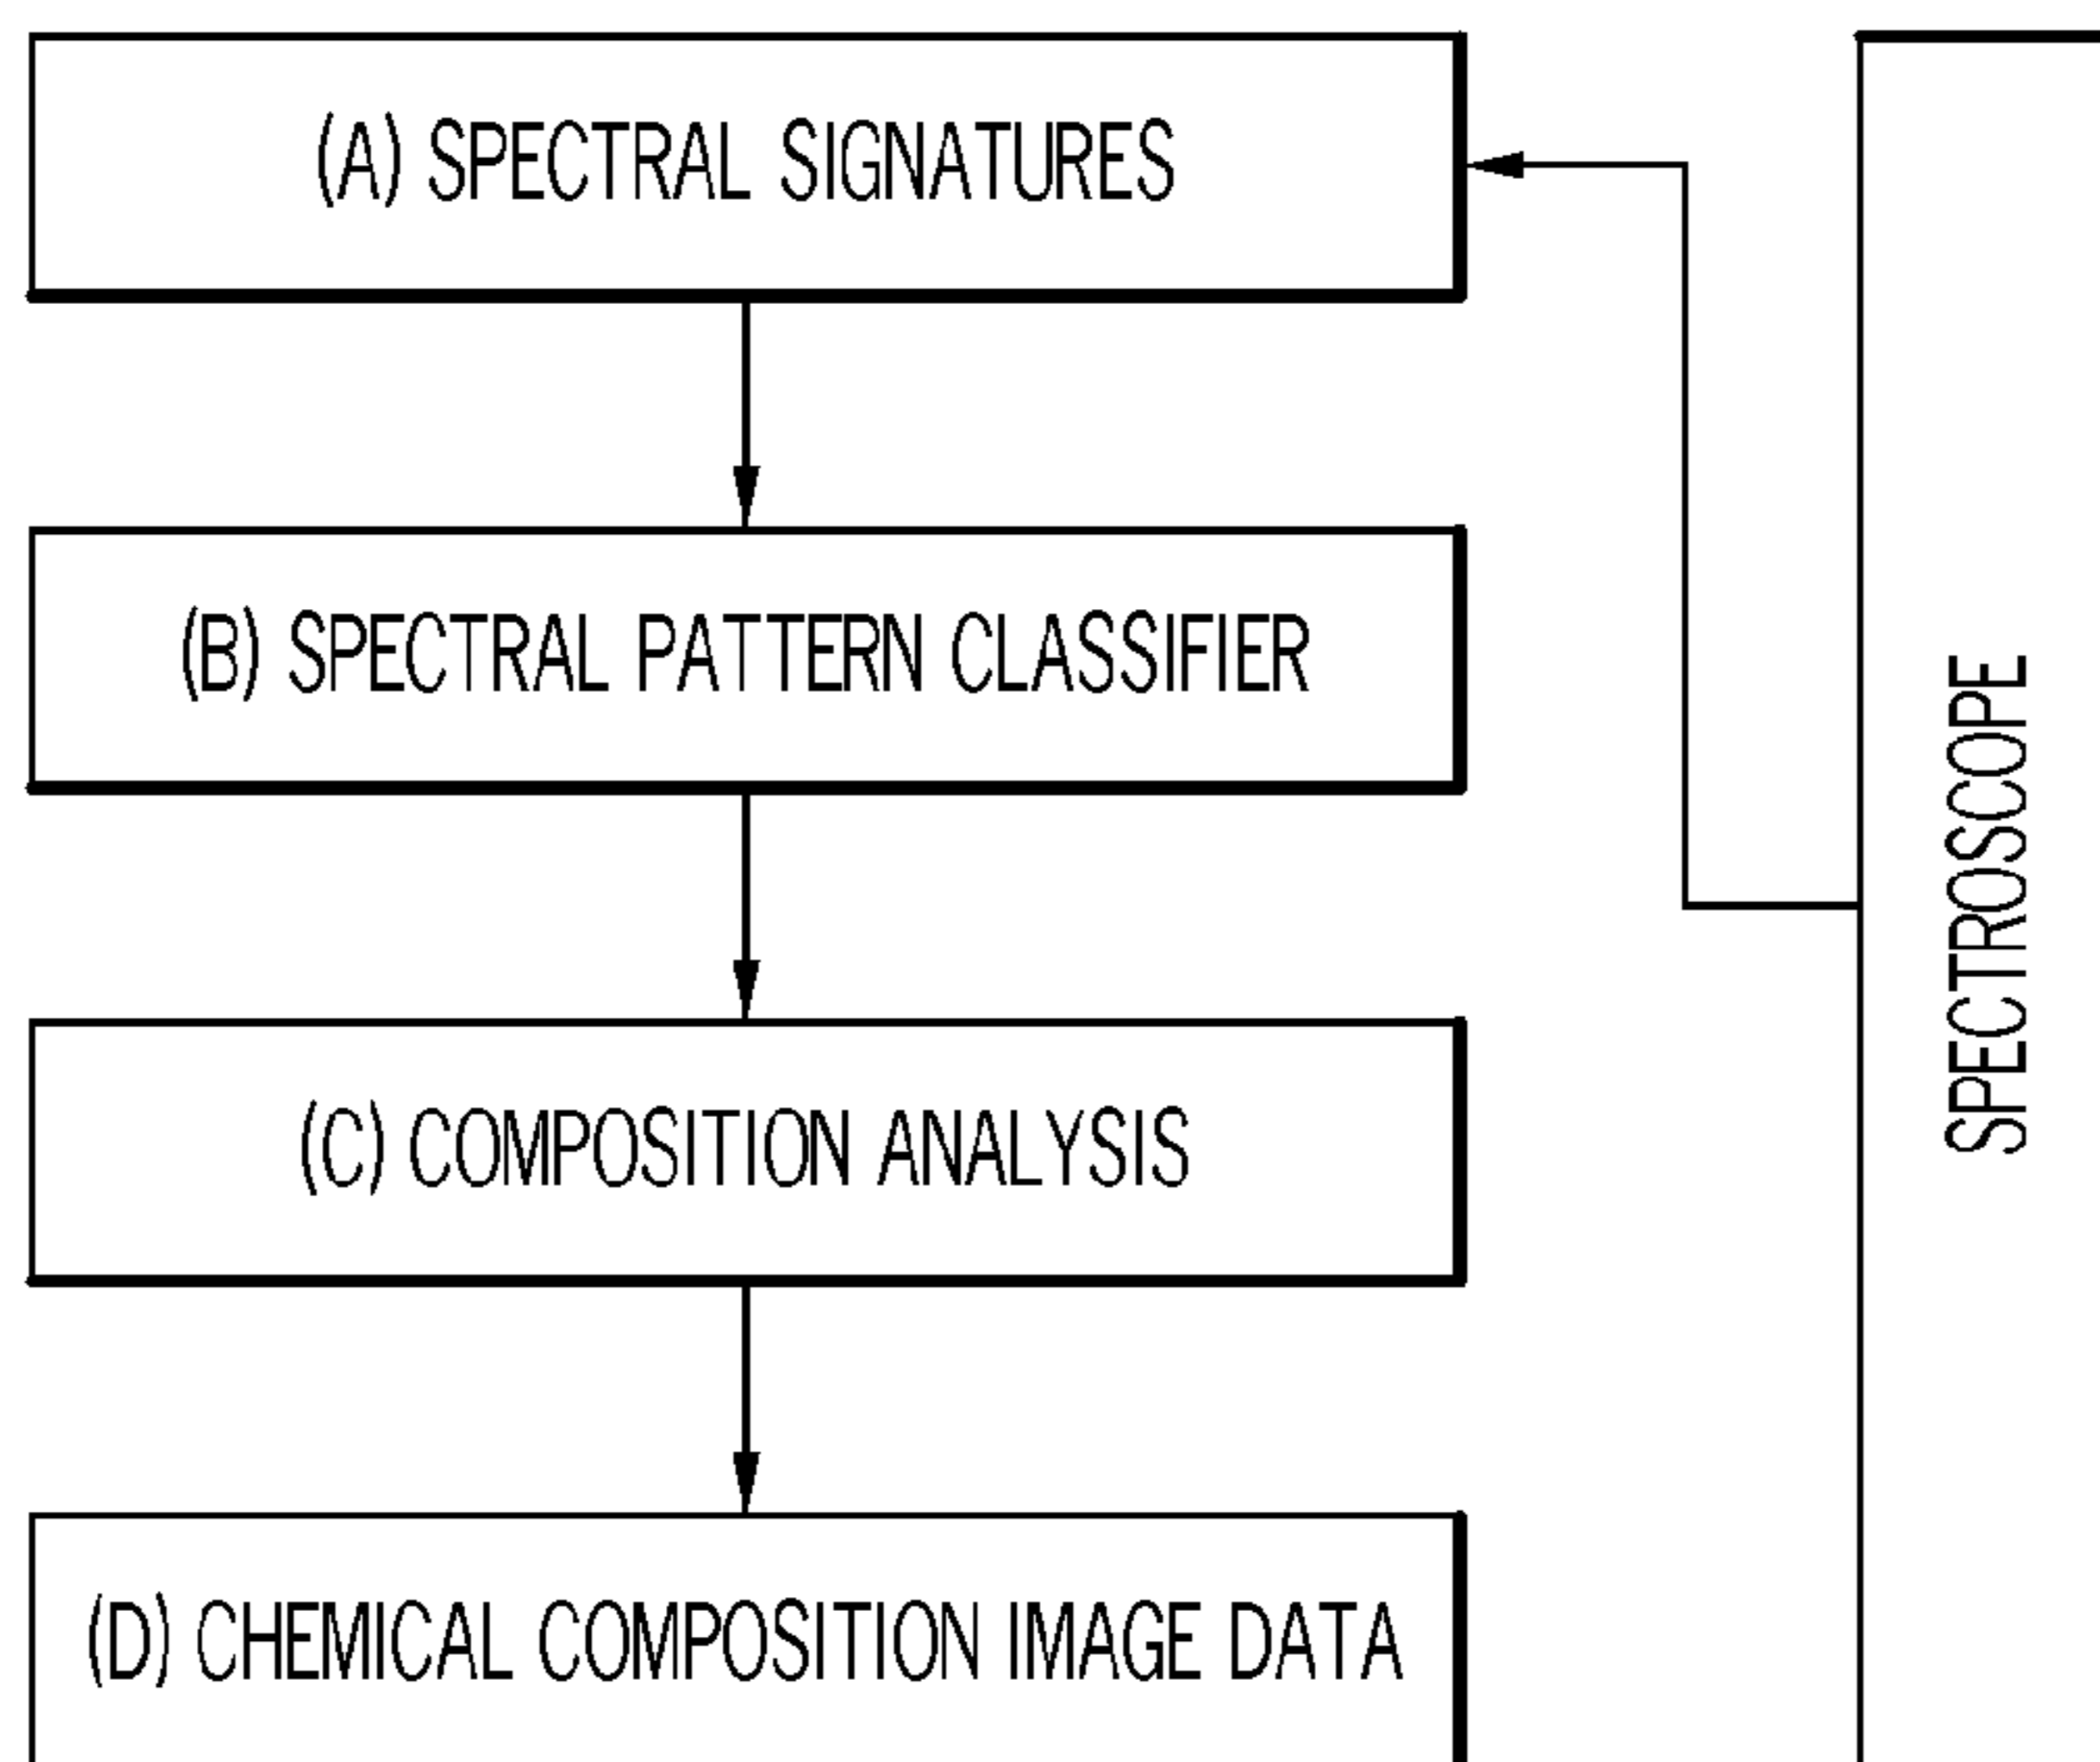 (A) SPECTRAL SIGNATURES
(B) SPECTRAL PATTERN CLASSIFIER
(C) COMPOSITION ANALYSIS
(D) CHEMICAL COMPOSITION IMAGE DATA
SPECTROSCOPE